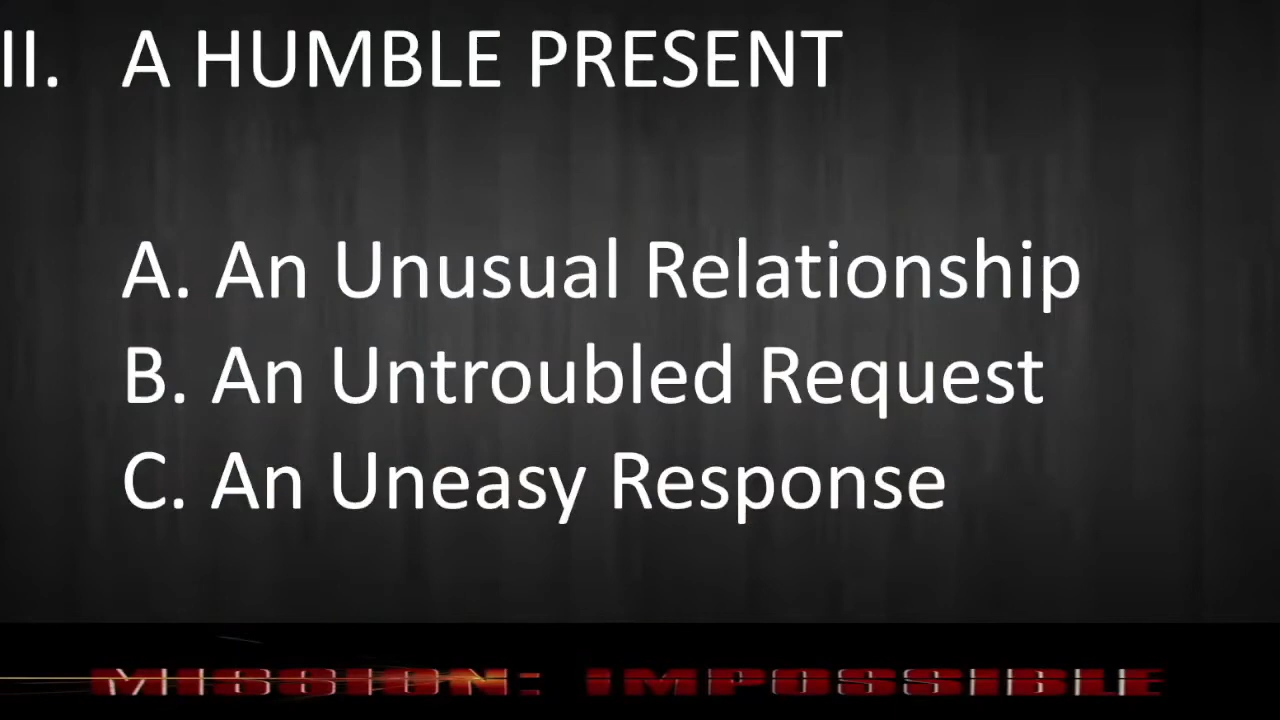 II. A HUMBLE PRESENT
A. An Unusual Relationship
B. An Untroubled Request
C. An Uneasy Response
MISSION: IMPOSSIBLE